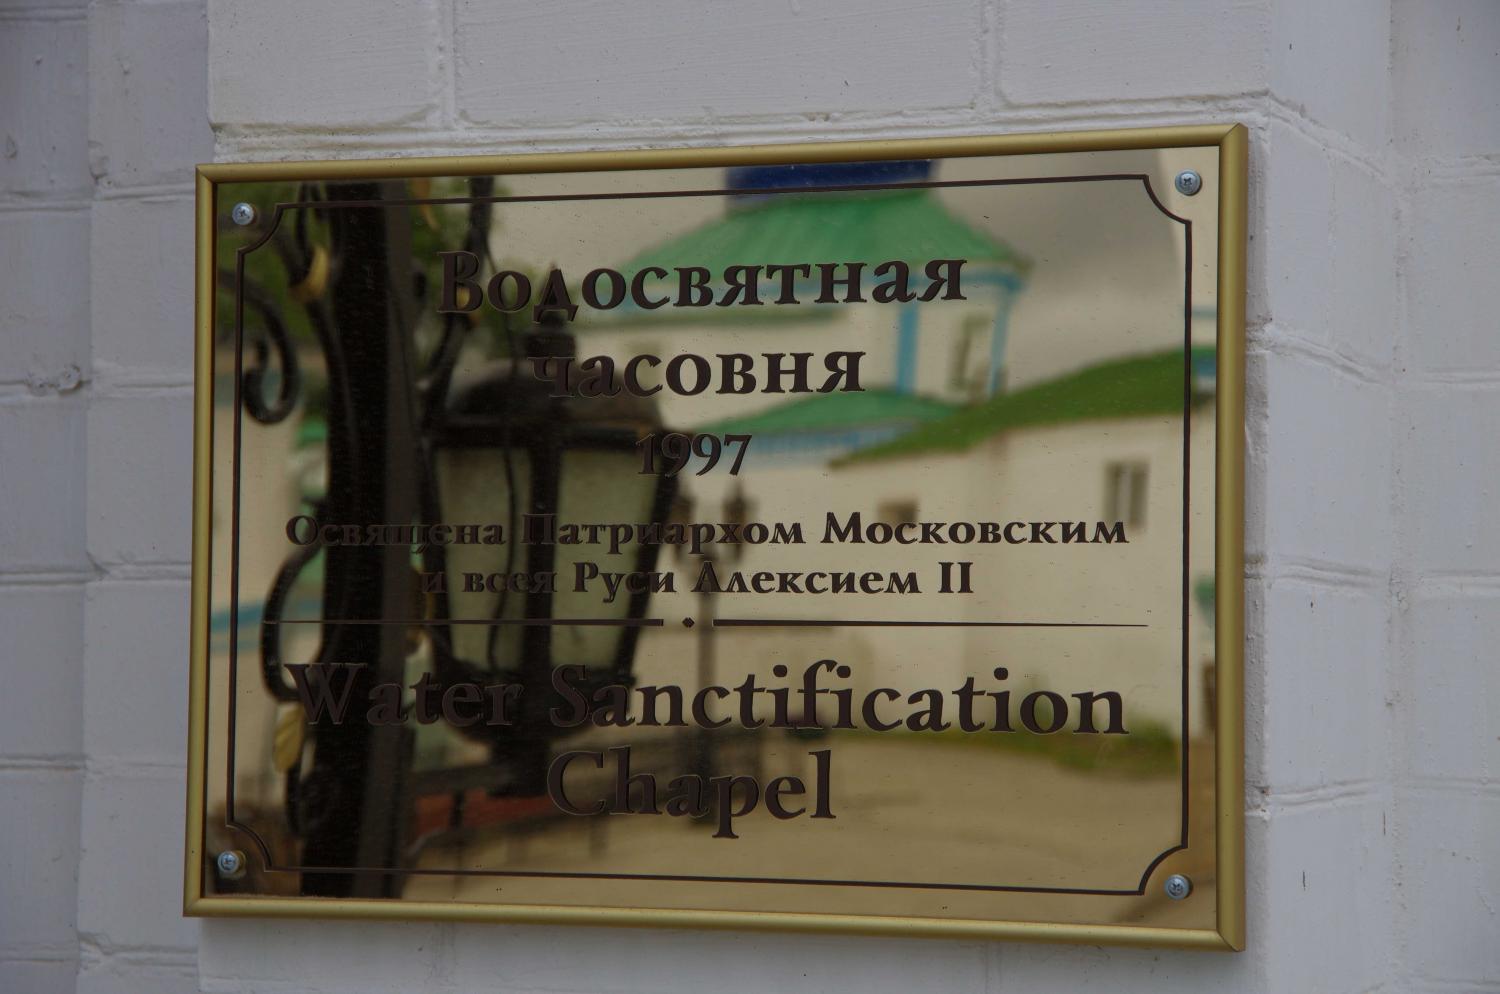 Водосвятная
часовня
1997
Освящена Патриархом Московским
и всея Руси Алексием II
Water Sanctification
Chapel